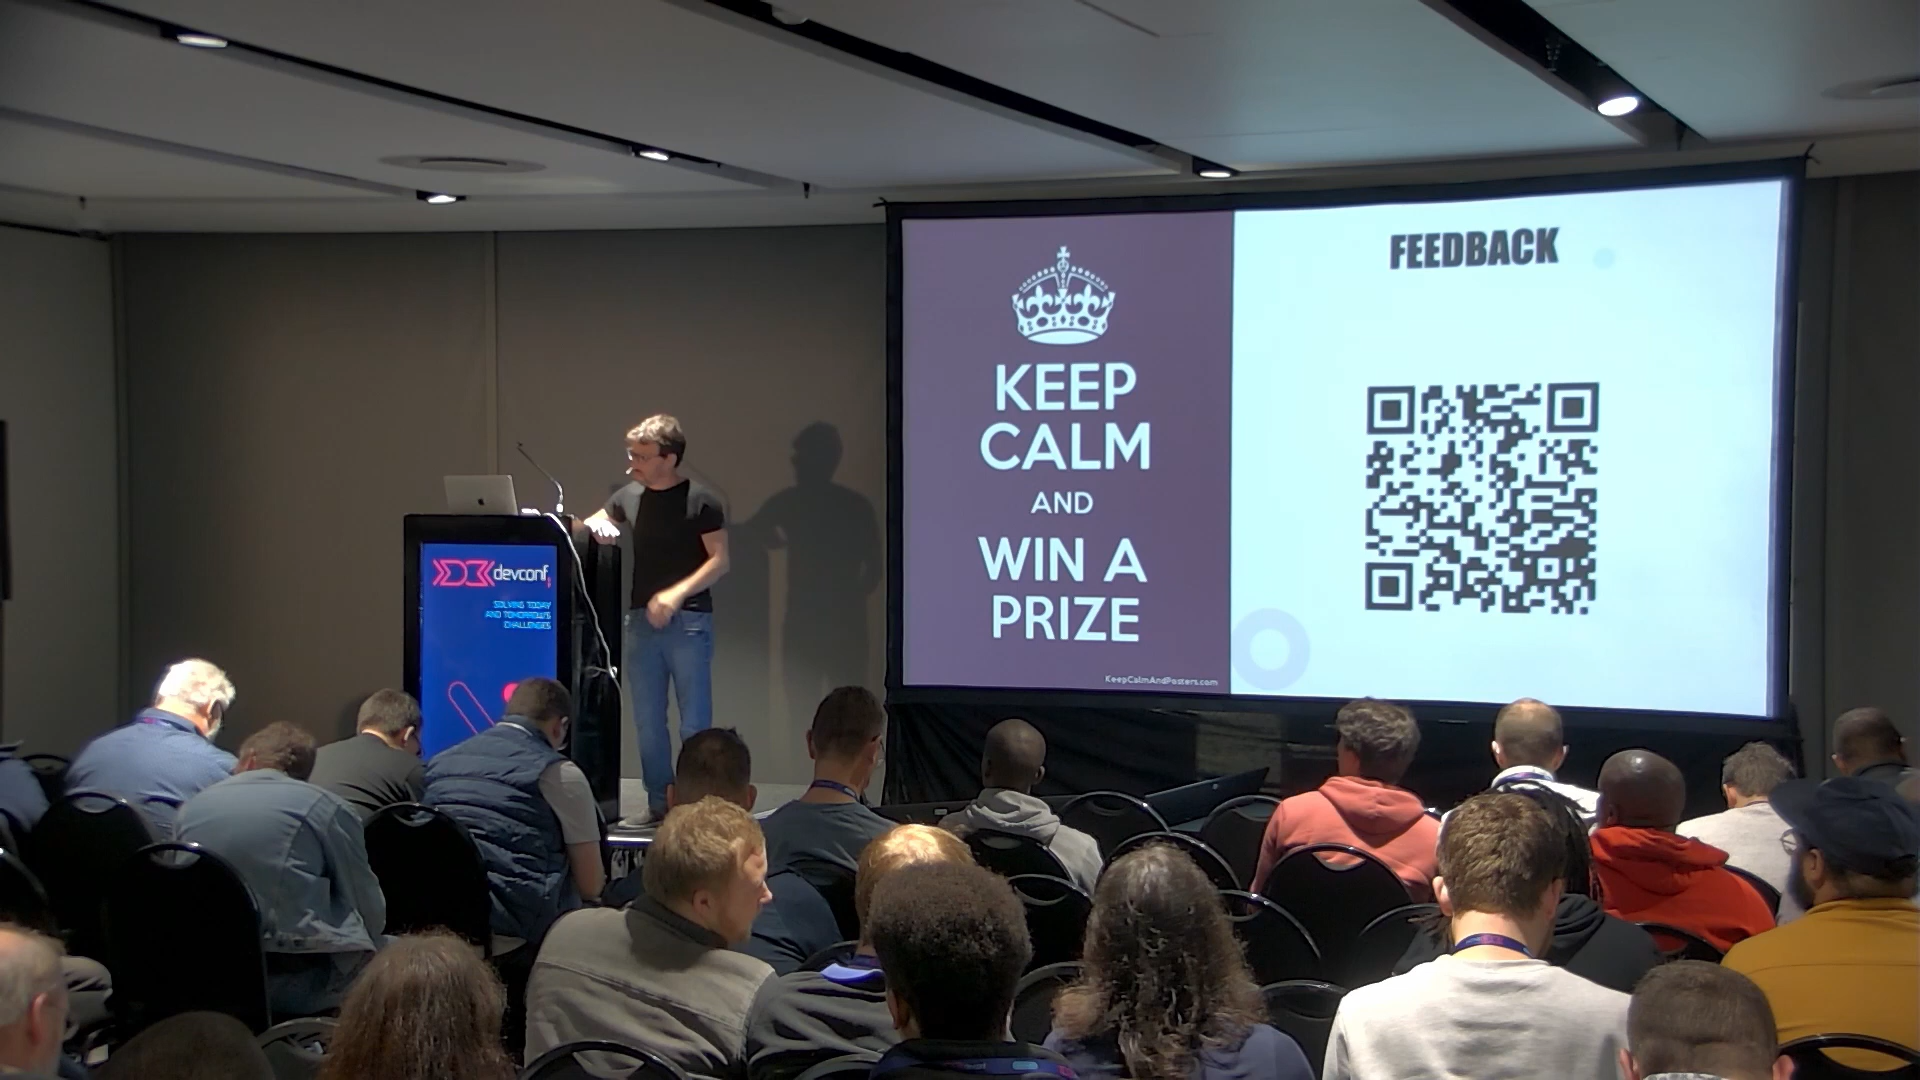 devconf
SOLVING TODAY
AND TOMORROW'S
CHALLENGES
KEEP
CALM
AND
WIN A
PRIZE
KeepCalmAndPosters.com
FEEDBACK